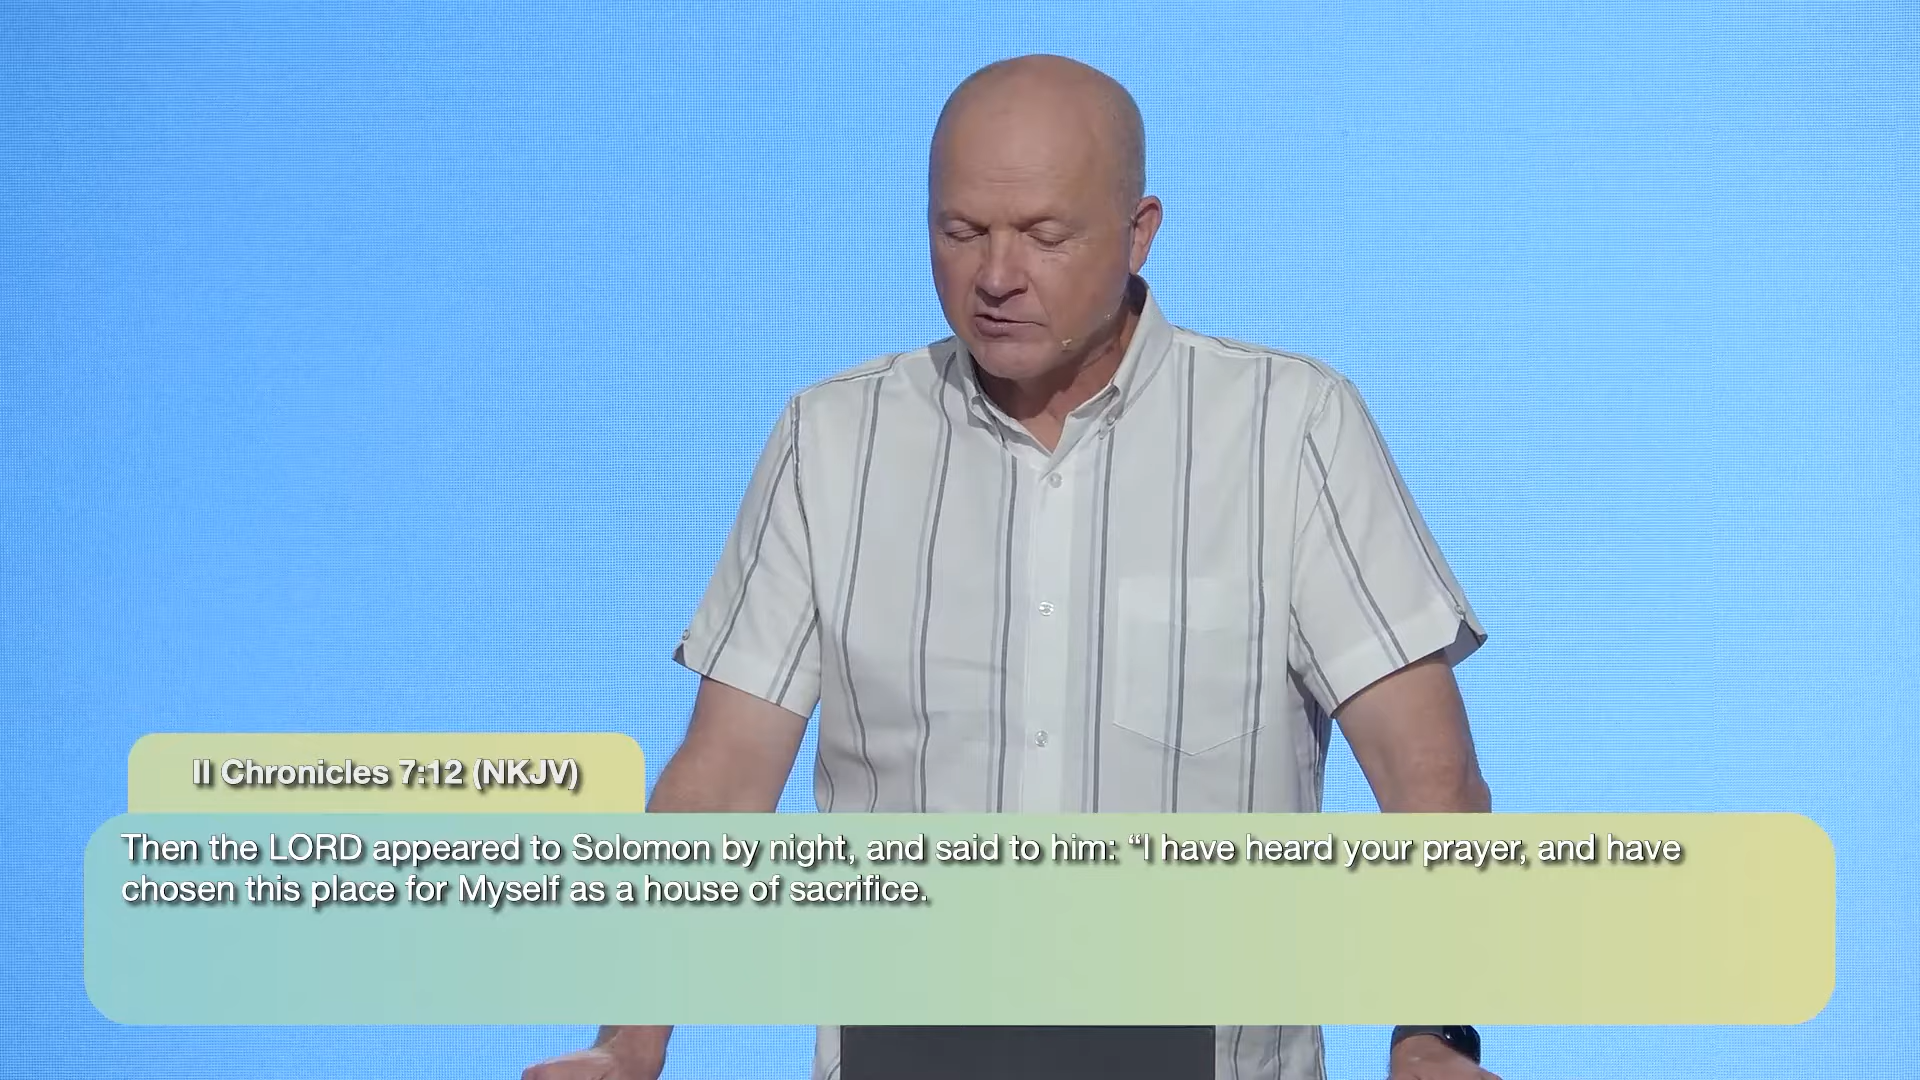 II Chronicles 7:12 (NKJV)
Then the LORD appeared to Solomon by night, and said to him: “I have heard your prayer, and have
chosen this place for Myself as a house of sacrifice.